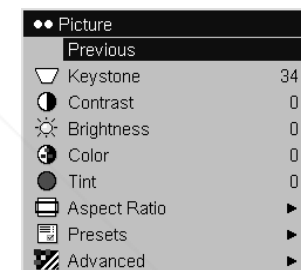 Picture
Previous
Keystone 34
Contrast 0
Brightness 0
Color 0
Tint 0
Aspect Ratio
Presets
Advanced